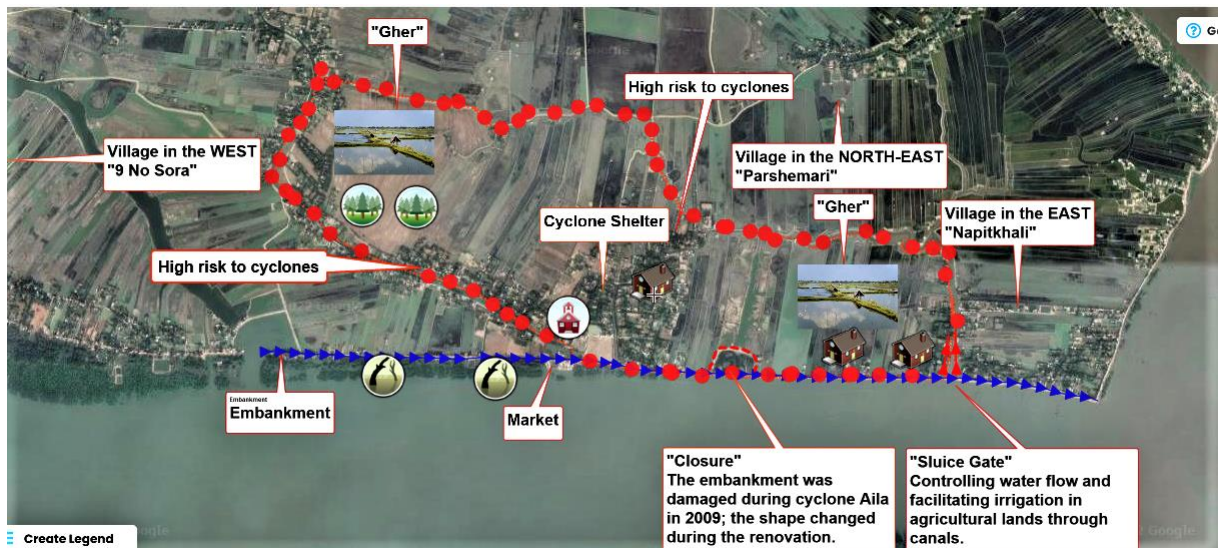 "Gher"
High risk to cyclones
Village in the WEST
"9 No Sora"
Village in the NORTH-EAST
"Parshemari"
"Gher"
Village in the EAST
"Napitkhali"
Cyclone Shelter
High risk to cyclones
Embankment
Embankment
Market
"Closure"
The embankment was
damaged during cyclone Aila
in 2009; the shape changed
during the renovation.
"Sluice Gate"
Controlling water flow and
facilitating irrigation in
agricultural lands through
canals.
Create Legend
Google